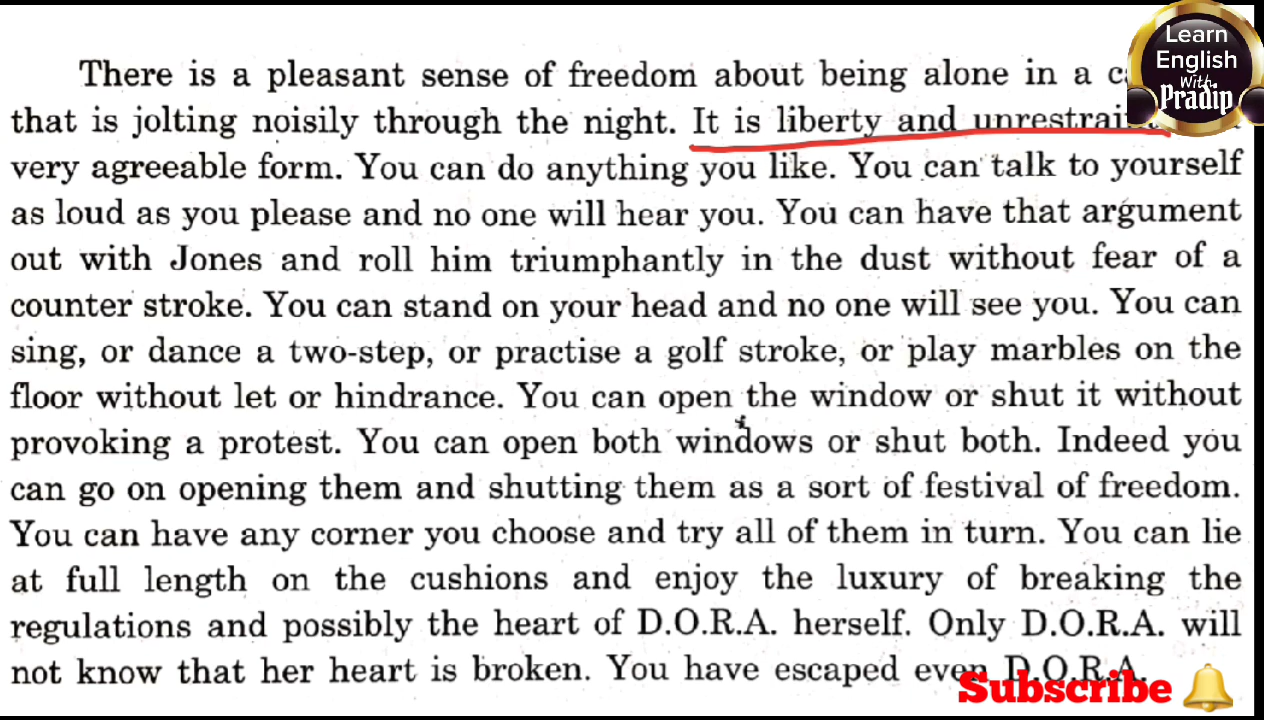 There is a pleasant sense of freedom about being alone in a
Learn
English
With
Pradip
that is jolting noisily through the night. It is liberty and
very agreeable form. You can do anything you like. You can talk to yourself
as loud as you please and no one will hear you. You can have that argument
out with Jones and roll him triumphantly in the dust without fear of a
counter stroke. You can stand on your head and no one will see you. You can
sing, or dance a two-step, or practise a golf stroke, or play marbles on the
floor without let or hindrance. You can open the window or shut it without
provoking a protest. You can open both windows or shut both. Indeed you
can go on opening them and shutting them as a sort of festival of freedom.
You can have any corner you choose and try all of them in turn. You can lie
at full length on the cushions and enjoy the luxury of breaking the
regulations and possibly the heart of D.O.R.A. herself. Only D.O.R.A. will
not know that her heart is broken. You have escaped even D.O.R.A.
Subscribe